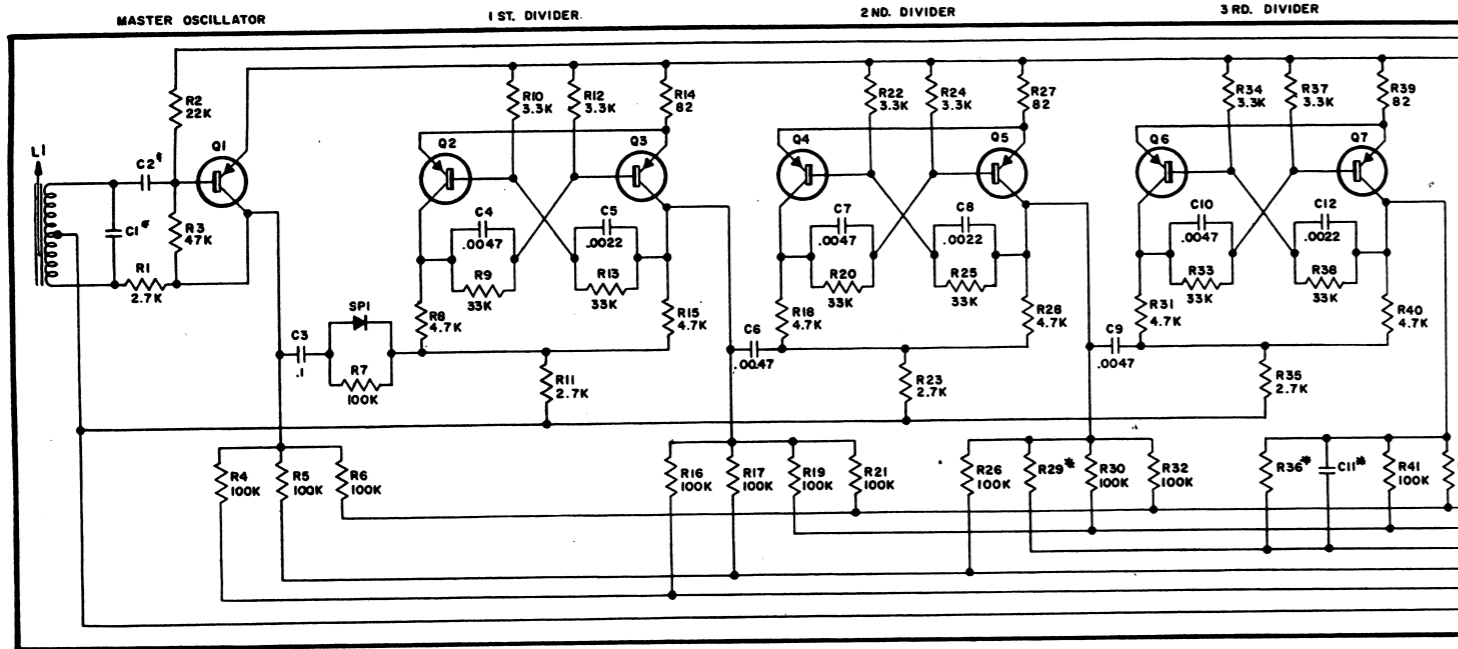 MASTER OSCILLATOR
1 ST. DIVIDER
2 ND. DIVIDER
3 RD. DIVIDER
R2
22K
Q1
L1
C2*
C1*
R3
47K
R1
2.7K
C3
.1
SP1
R7
100K
R4
100K
R5
100K
R6
100K
R10
3.3K
R12
3.3K
R14
82
Q2
Q3
C4
.0047
C5
.0022
R9
33K
R13
33K
R8
4.7K
R15
4.7K
R11
2.7K
C6
.0047
R16
100K
R17
100K
R19
100K
R21
100K
R22
3.3K
R24
3.3K
R27
82
Q4
Q5
C7
.0047
C8
.0022
R20
33K
R25
33K
R18
4.7K
R28
4.7K
R23
2.7K
C9
.0047
R26
100K
R29*
R30
100K
R32
100K
R34
3.3K
R37
3.3K
R39
82
Q6
Q7
C10
.0047
C12
.0022
R33
33K
R38
33K
R31
4.7K
R40
4.7K
R35
2.7K
R36*
C11*
R41
100K